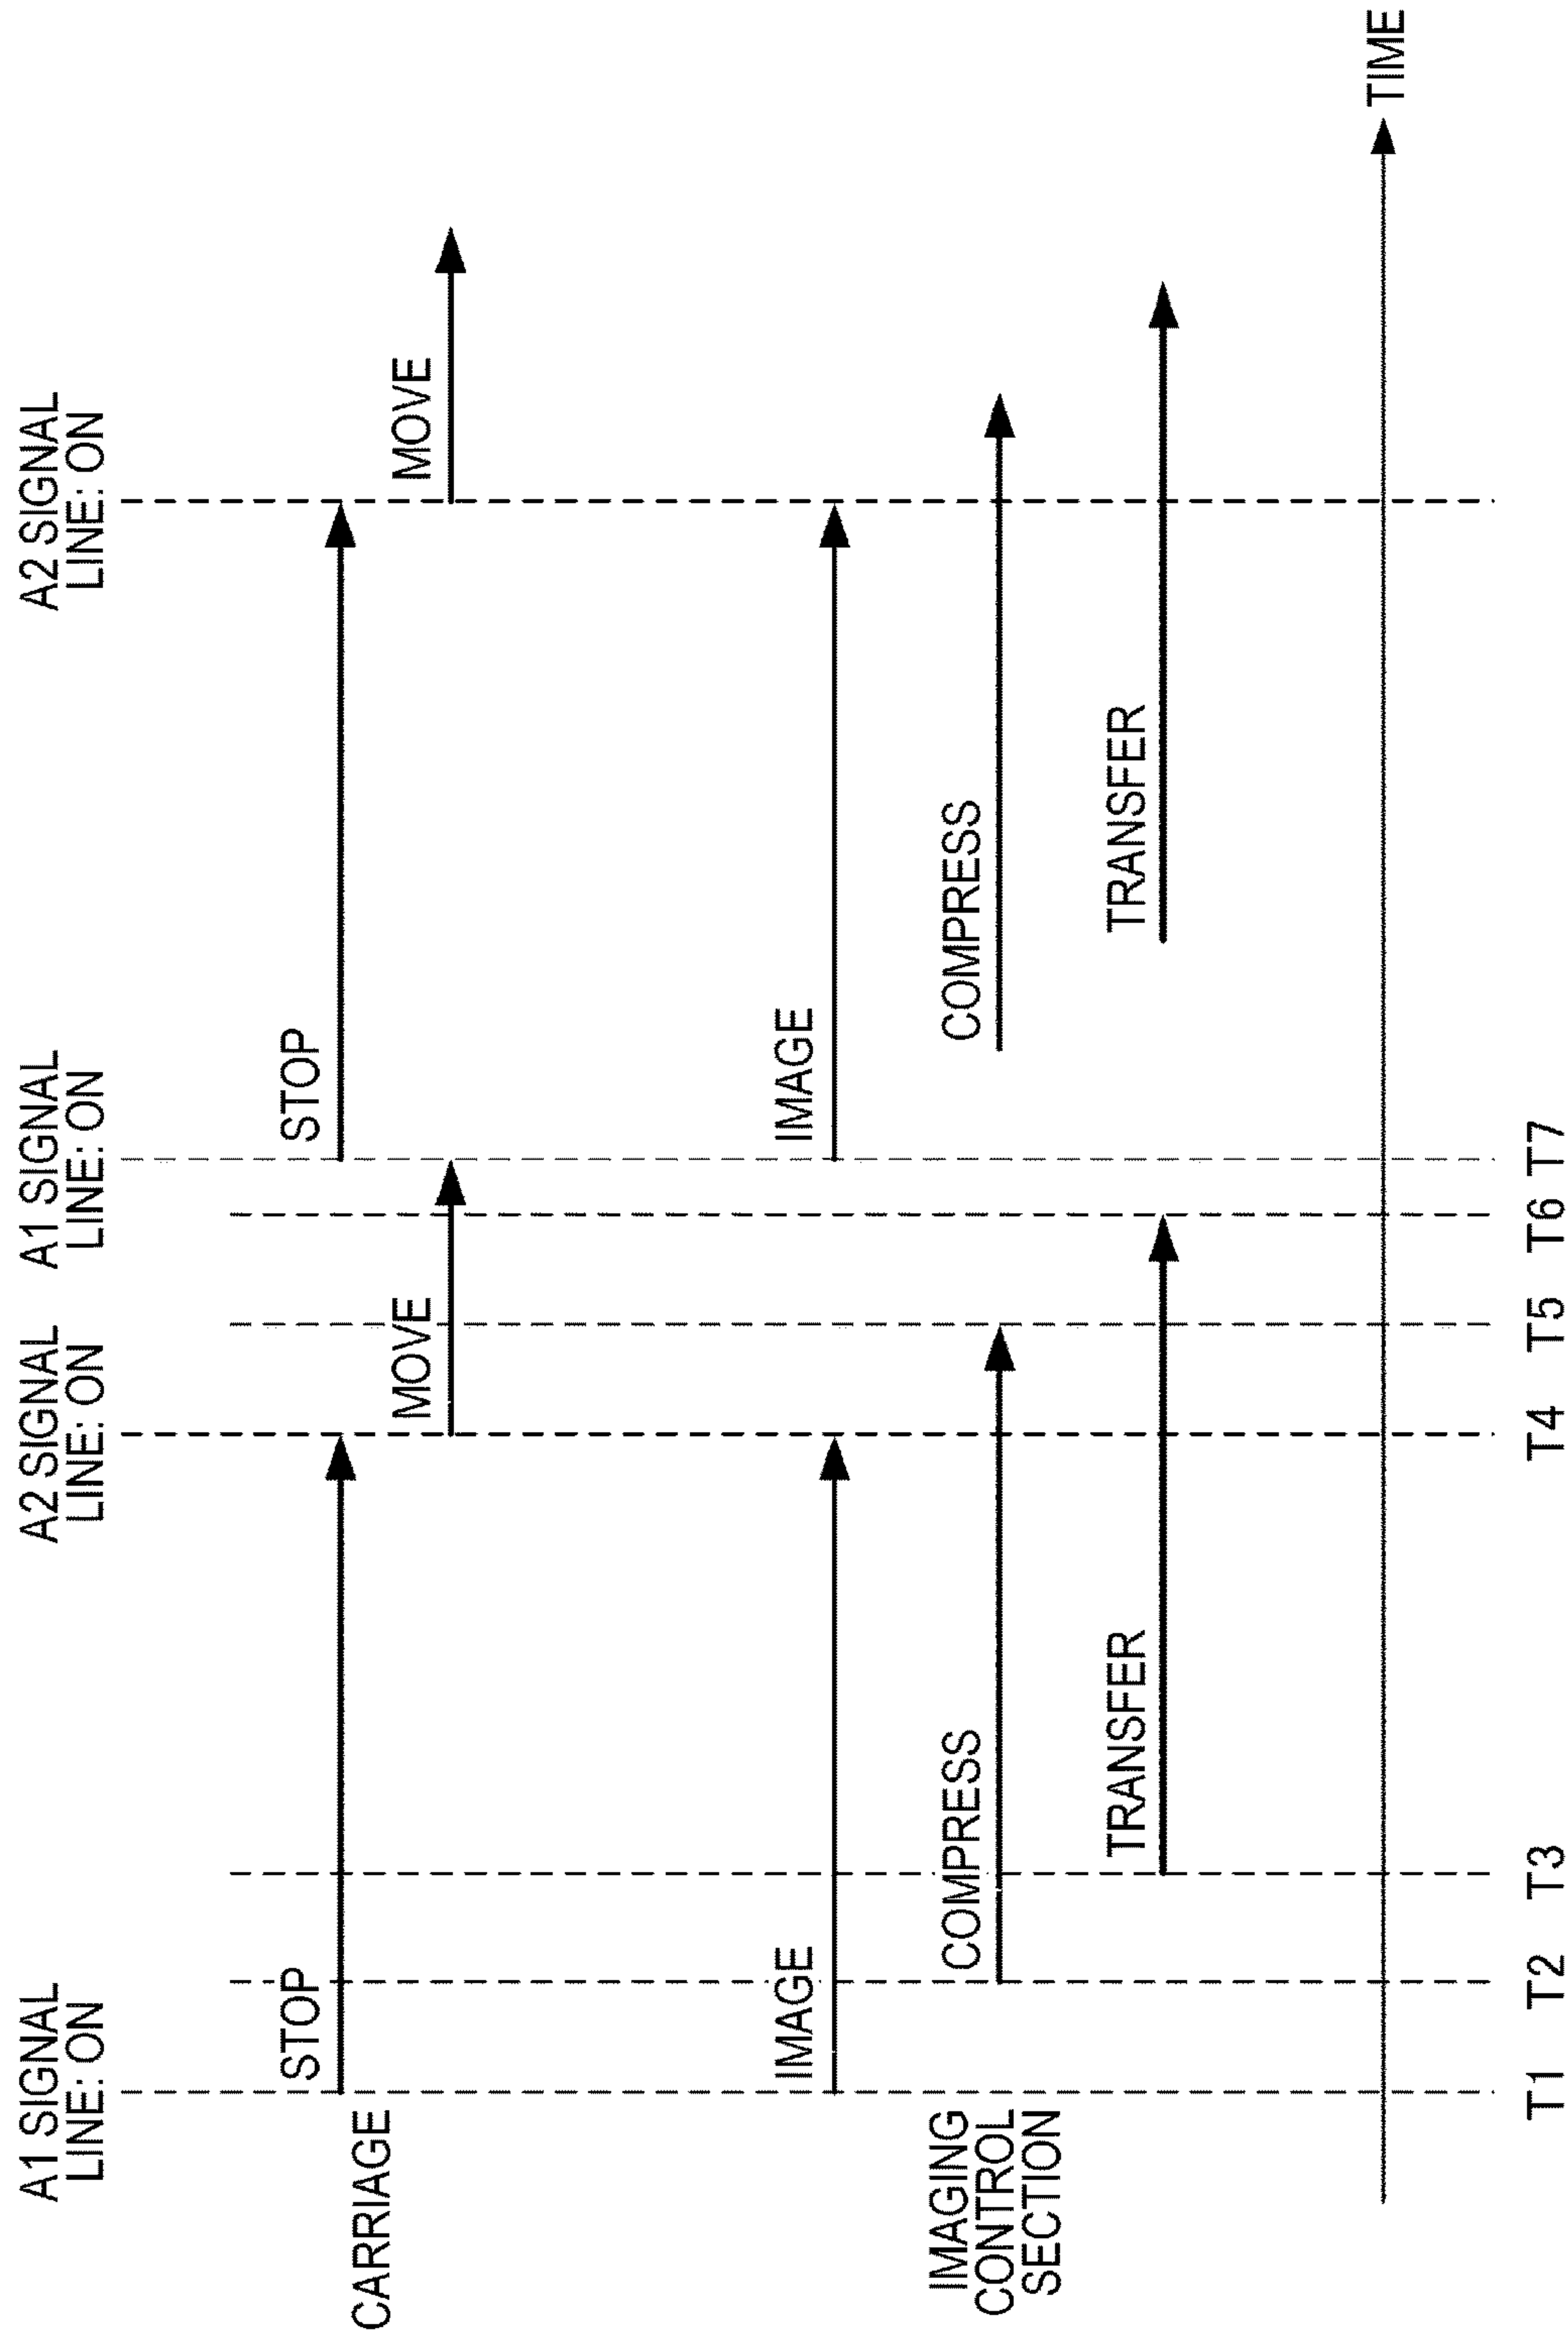 A1 SIGNAL
LINE: ON
A2 SIGNAL
LINE: ON
A1 SIGNAL
LINE: ON
A2 SIGNAL
LINE: ON
CARRIAGE
STOP
STOP
MOVE
MOVE
IMAGE
IMAGE
IMAGING
CONTROL
SECTION
COMPRESS
COMPRESS
TRANSFER
TRANSFER
TIME
T1 T2 T3 T4 T5 T6 T7